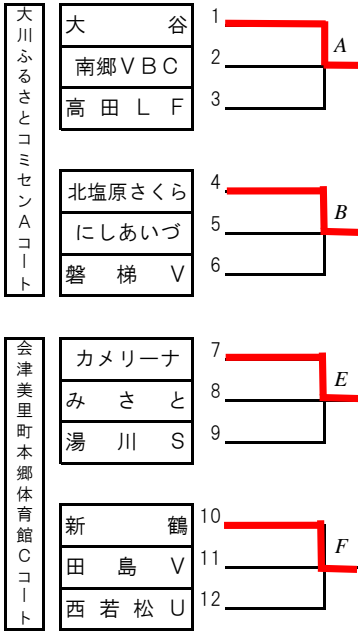 大川ふるさとコミセンAコート
大谷 1
南郷VBC 2
高田LF 3
A
北塩原さくら 4
にしあいづ 5
磐梯V 6
B
会津美里町本郷体育館Cコート
カメリーナ 7
みさと 8
湯川S 9
E
新鶴 10
田島V 11
西若松U 12
F